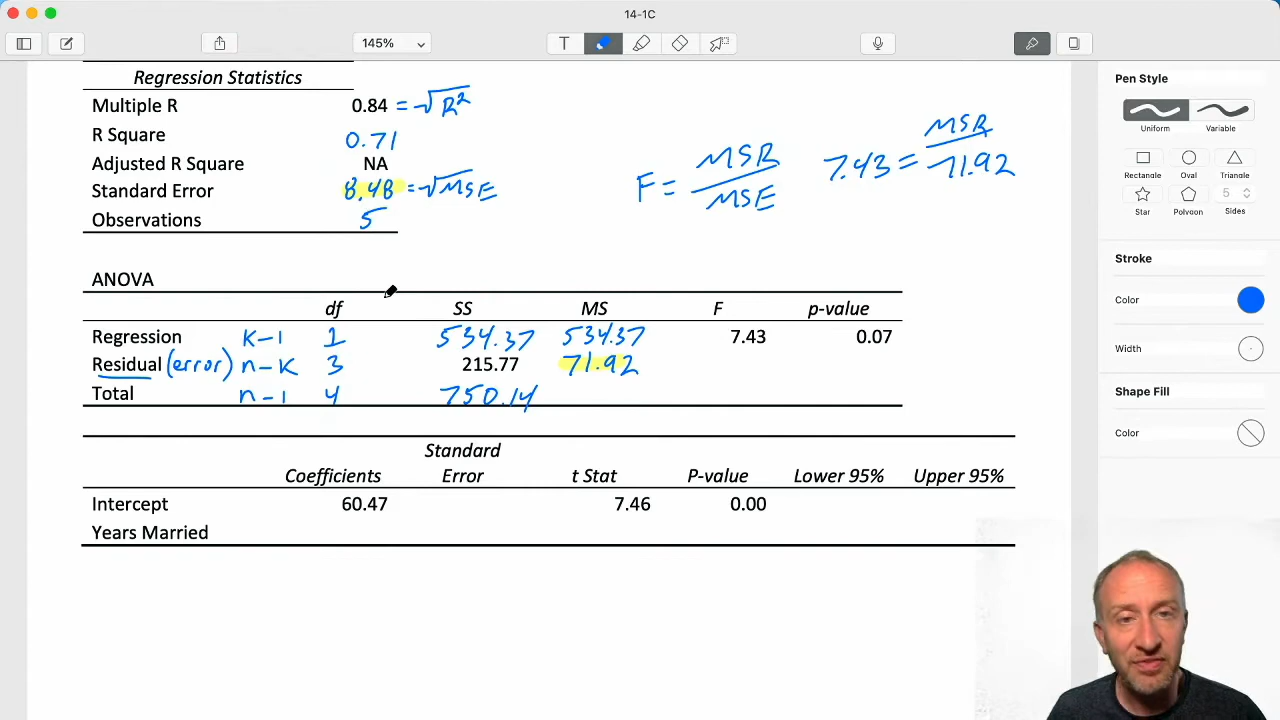 14-1C
145%
T
Regression Statistics
Multiple R 0.84 = √R²
R Square 0.71
Adjusted R Square NA
Standard Error 8.48 = √MSE
Observations 5
F = MSR / MSE
7.43 = MSR / 71.92
ANOVA
df SS MS F p-value
Regression K-1 1 534.37 534.37 7.43 0.07
Residual (error) n-K 3 215.77 71.92
Total n-1 4 750.14
Coefficients Standard Error t Stat P-value Lower 95% Upper 95%
Intercept 60.47 7.46 0.00
Years Married
Pen Style
Uniform Variable
Rectangle Oval Triangle
5
Star Polygon Sides
Stroke
Color
Width
Shape Fill
Color